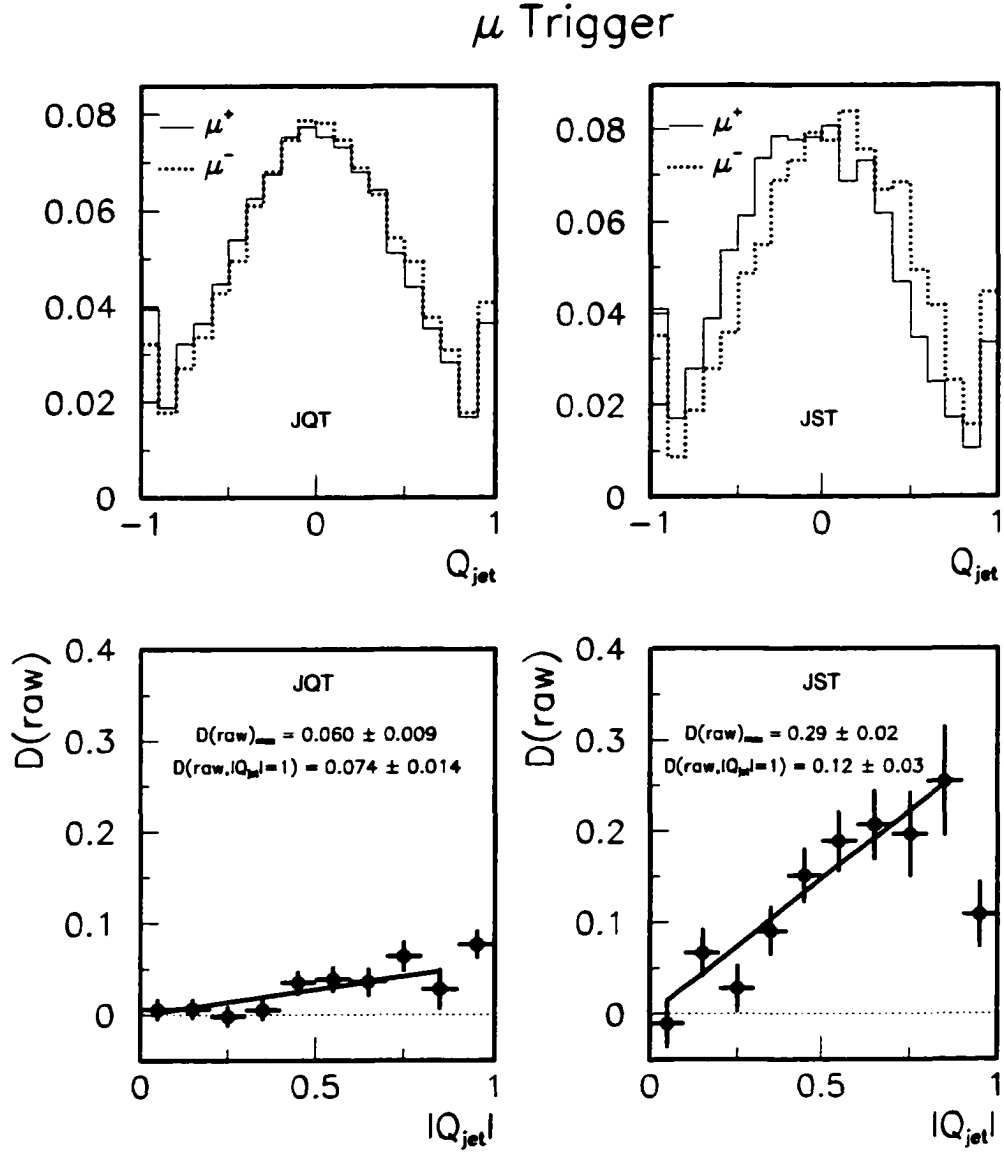 μ Trigger
μ⁺
μ⁻
0.08
0.06
0.04
0.02
0
JQT
-1
0
1
Q_jet
μ⁺
μ⁻
0.08
0.06
0.04
0.02
0
JST
-1
0
1
Q_jet
D(raw)
0.4
0.3
0.2
0.1
0
JQT
D(raw) = 0.060 ± 0.009
D(raw,|Q_jet|=1) = 0.074 ± 0.014
0
0.5
1
|Q_jet|
D(raw)
0.4
0.3
0.2
0.1
0
JST
D(raw) = 0.29 ± 0.02
D(raw,|Q_jet|=1) = 0.12 ± 0.03
0
0.5
1
|Q_jet|